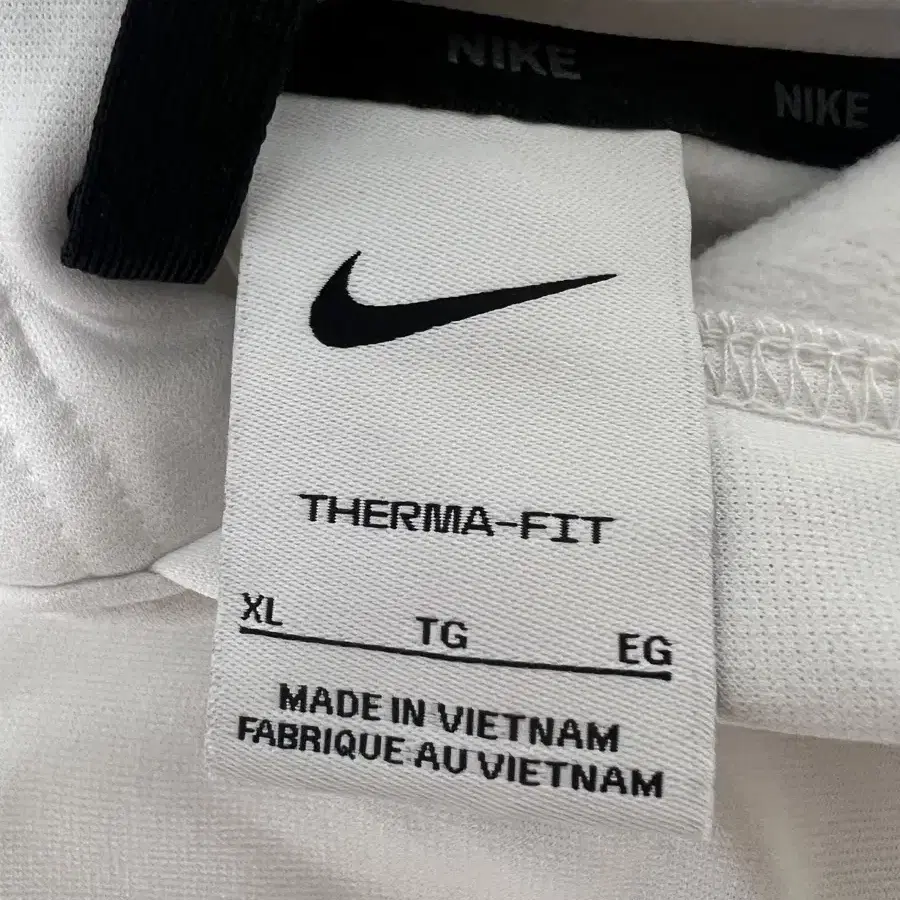 NIKE
NIKE
THERMA-FIT
XL TG EG
MADE IN VIETNAM
FABRIQUE AU VIETNAM